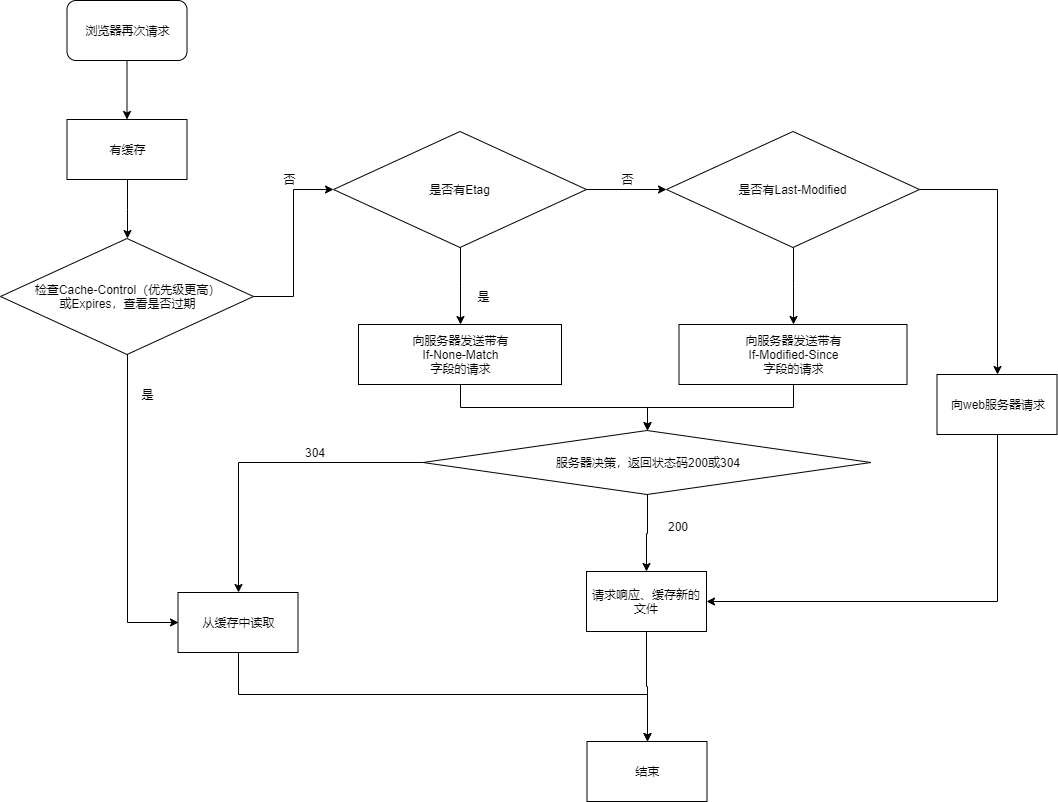 浏览器再次请求
有缓存
否
是否有Etag
否
是否有Last-Modified
检查Cache-Control（优先级更高）
或Expires，查看是否过期
是
向服务器发送带有
If-None-Match
字段的请求
向服务器发送带有
If-Modified-Since
字段的请求
是
向web服务器请求
304
服务器决策，返回状态码200或304
200
请求响应、缓存新的
文件
从缓存中读取
结束